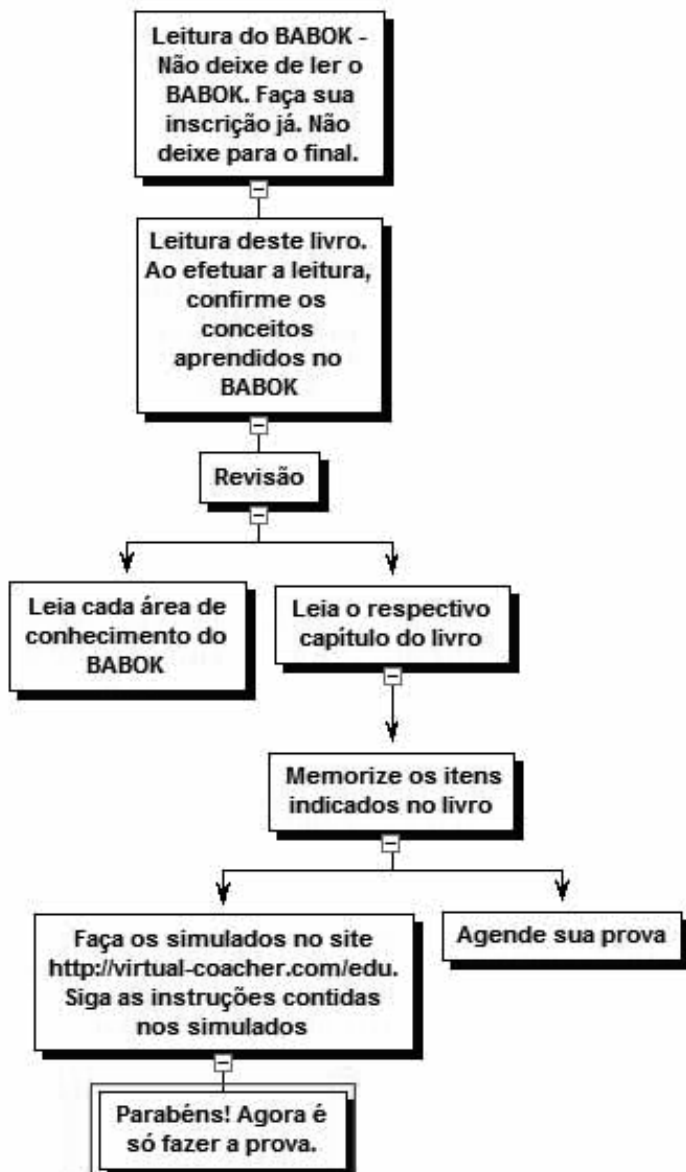 Leitura do BABOK -
Não deixe de ler o
BABOK. Faça sua
inscrição já. Não
deixe para o final.
Leitura deste livro.
Ao efetuar a leitura,
confirme os
conceitos
aprendidos no
BABOK
Revisão
Leia cada área de
conhecimento do
BABOK
Leia o respectivo
capítulo do livro
Memorize os itens
indicados no livro
Faça os simulados no site
http://virtual-coacher.com/edu.
Siga as instruções contidas
nos simulados
Agende sua prova
Parabéns! Agora é
só fazer a prova.